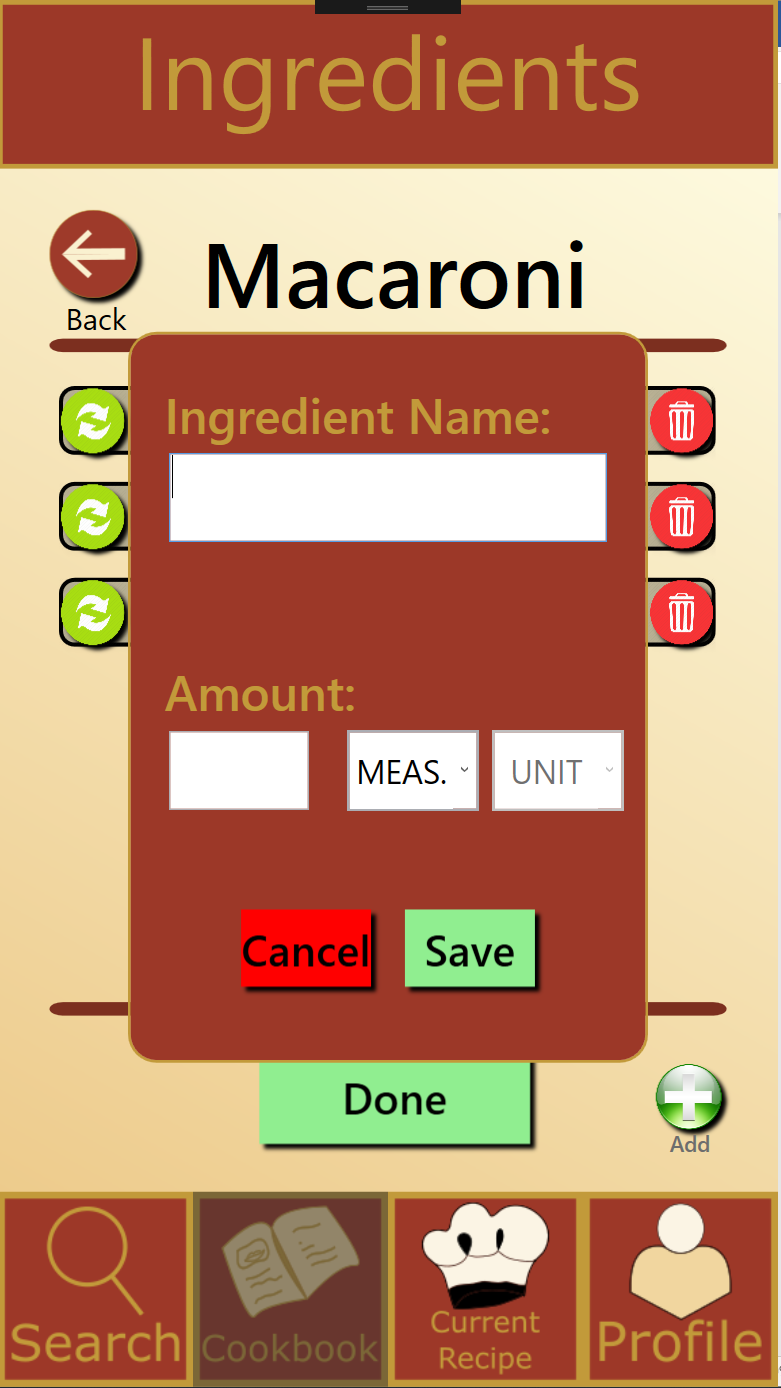 Ingredients
Macaroni
Back
Ingredient Name:
Amount:
MEAS.
UNIT
Cancel
Save
Done
Add
Search
Cookbook
Current
Recipe
Profile